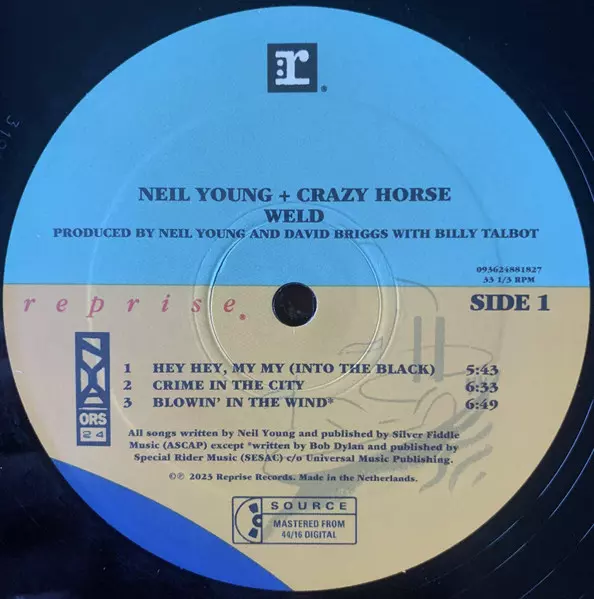 r
NEIL YOUNG + CRAZY HORSE
WELD
PRODUCED BY NEIL YOUNG AND DAVID BRIGGS WITH BILLY TALBOT
093624881827
33 1/3 RPM
reprise®
SIDE 1
1 HEY HEY, MY MY (INTO THE BLACK) 5:43
2 CRIME IN THE CITY 6:33
3 BLOWIN' IN THE WIND* 6:49
ORS
24
All songs written by Neil Young and published by Silver Fiddle
Music (ASCAP) except *written by Bob Dylan and published by
Special Rider Music (SESAC) c/o Universal Music Publishing.
©℗ 2023 Reprise Records. Made in the Netherlands.
SOURCE
MASTERED FROM
44/16 DIGITAL